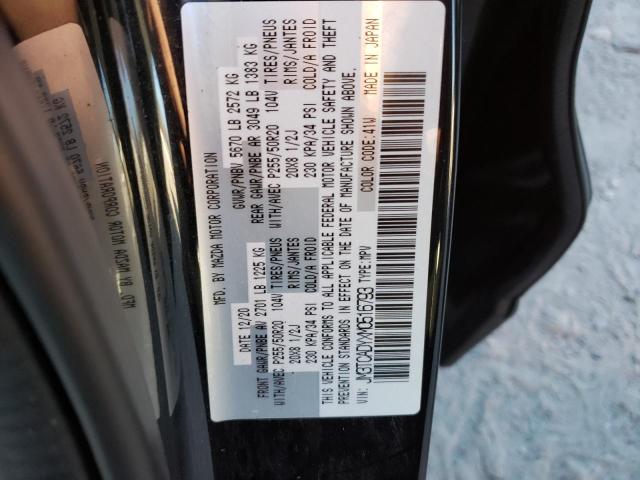 MFD. BY MAZDA MOTOR CORPORATION
DATE 12/20 GVWR/PNBV 5670 LB 2572 KG
FRONT GAWR/PNBE AV 2701 LB 1225 KG REAR GAWR/PNBE AR 3049 LB 1383 KG
WITH/AVEC P255/50R20 104V TIRES/PNEUS WITH/AVEC P255/50R20 104V TIRES/PNEUS
20X8 1/2J RIMS/JANTES 20X8 1/2J RIMS/JANTES
230 KPA/34 PSI COLD/A FROID 230 KPA/34 PSI COLD/A FROID
THIS VEHICLE CONFORMS TO ALL APPLICABLE FEDERAL MOTOR VEHICLE SAFETY AND THEFT
PREVENTION STANDARDS IN EFFECT ON THE DATE OF MANUFACTURE SHOWN ABOVE.
VIN: JM3TCADYXM0516793 TYPE:MPV COLOR CODE:41W MADE IN JAPAN
MAZDA MOTOR CORPORATION